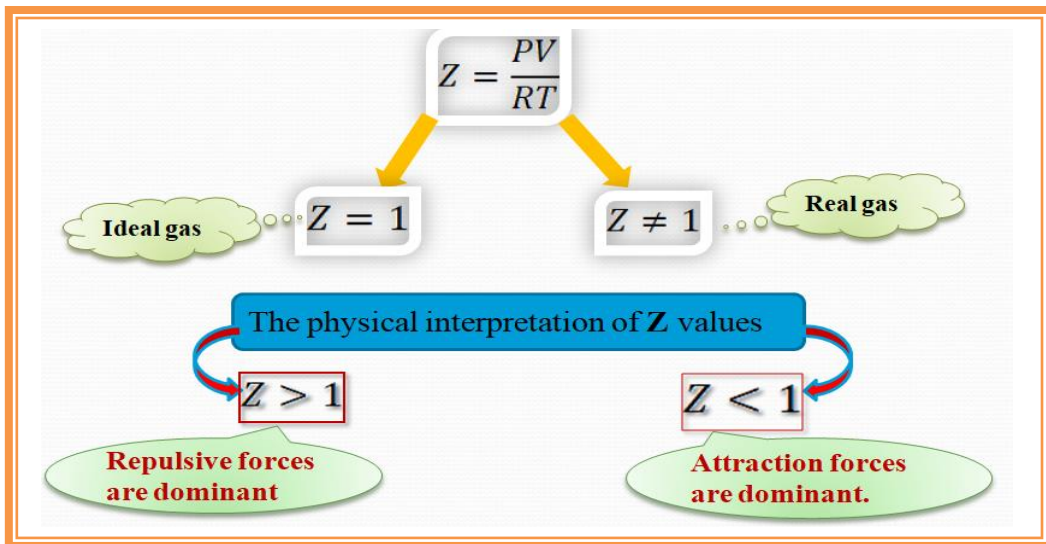 Z = PV/RT
Ideal gas
Z = 1
Z ≠ 1
Real gas
The physical interpretation of Z values
Z > 1
Z < 1
Repulsive forces
are dominant
Attraction forces
are dominant.